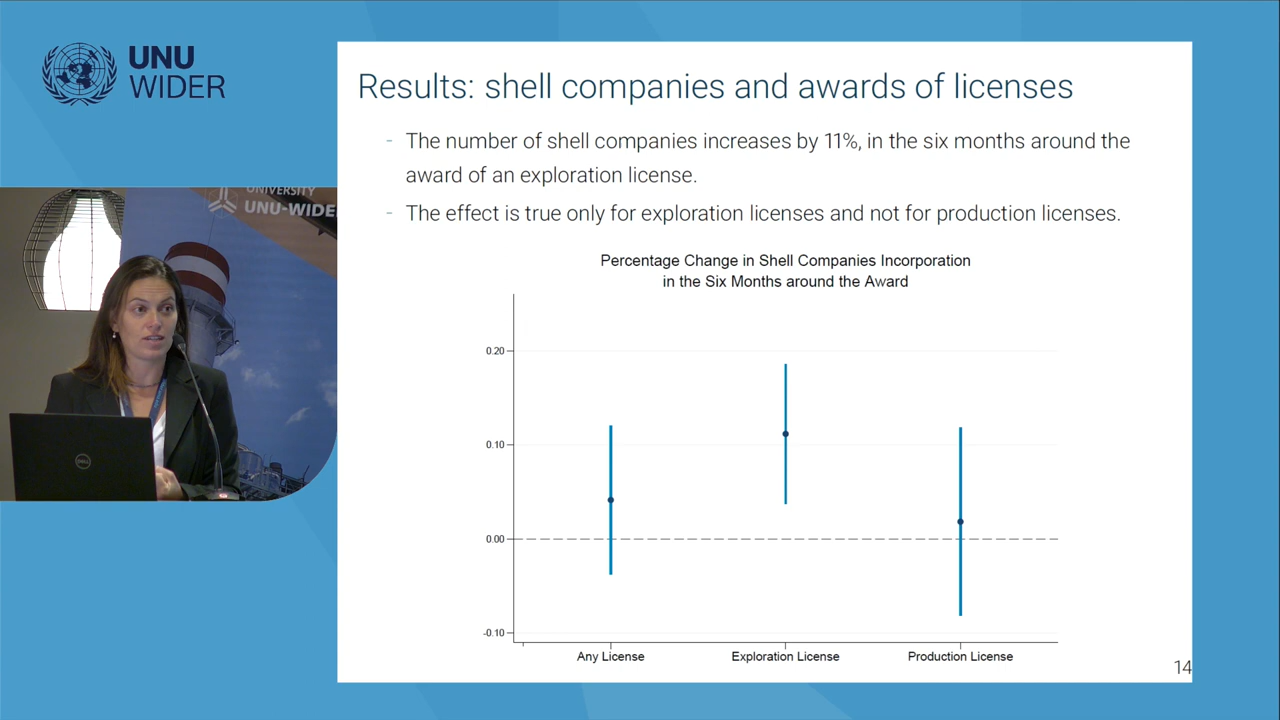 UNU
WIDER
UNIVERSITY
UNU-WIDE
Results: shell companies and awards of licenses
- The number of shell companies increases by 11%, in the six months around the
award of an exploration license.
- The effect is true only for exploration licenses and not for production licenses.
Percentage Change in Shell Companies Incorporation
in the Six Months around the Award
0.20
0.10
0.00
-0.10
Any License
Exploration License
Production License
14
DELL